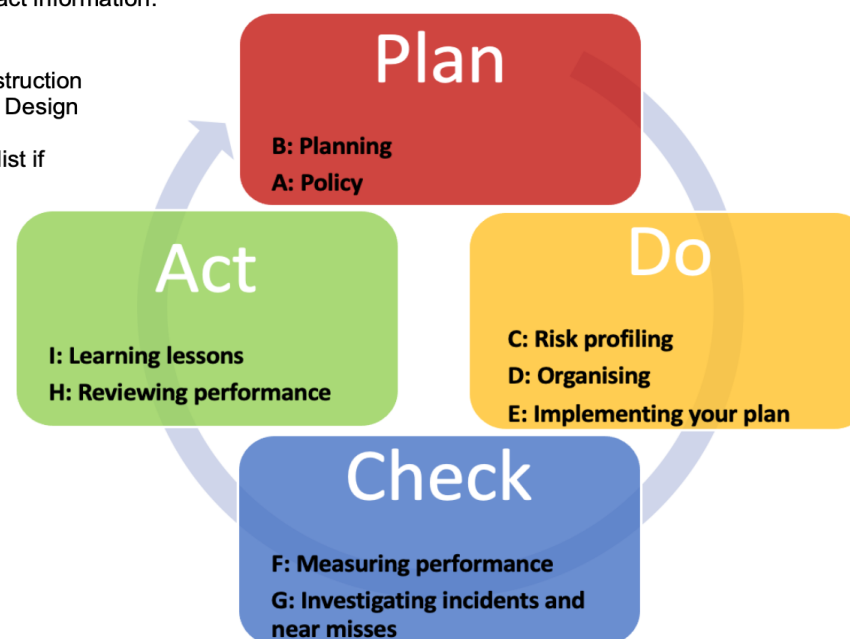 act information.
struction
Design
list if
Plan
B: Planning
A: Policy
Do
C: Risk profiling
D: Organising
E: Implementing your plan
Check
F: Measuring performance
G: Investigating incidents and
near misses
Act
I: Learning lessons
H: Reviewing performance